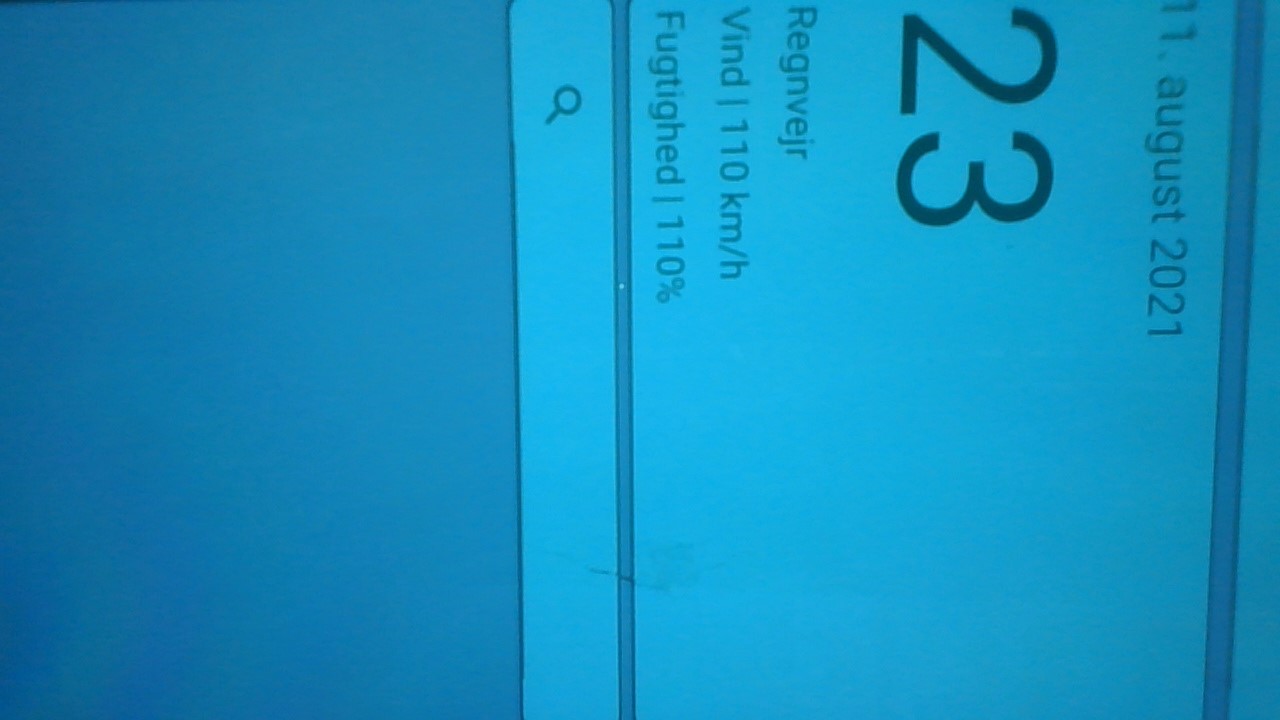 11. august 2021
23
Regnvejr
Vind | 110 km/h
Fugtighed | 110%